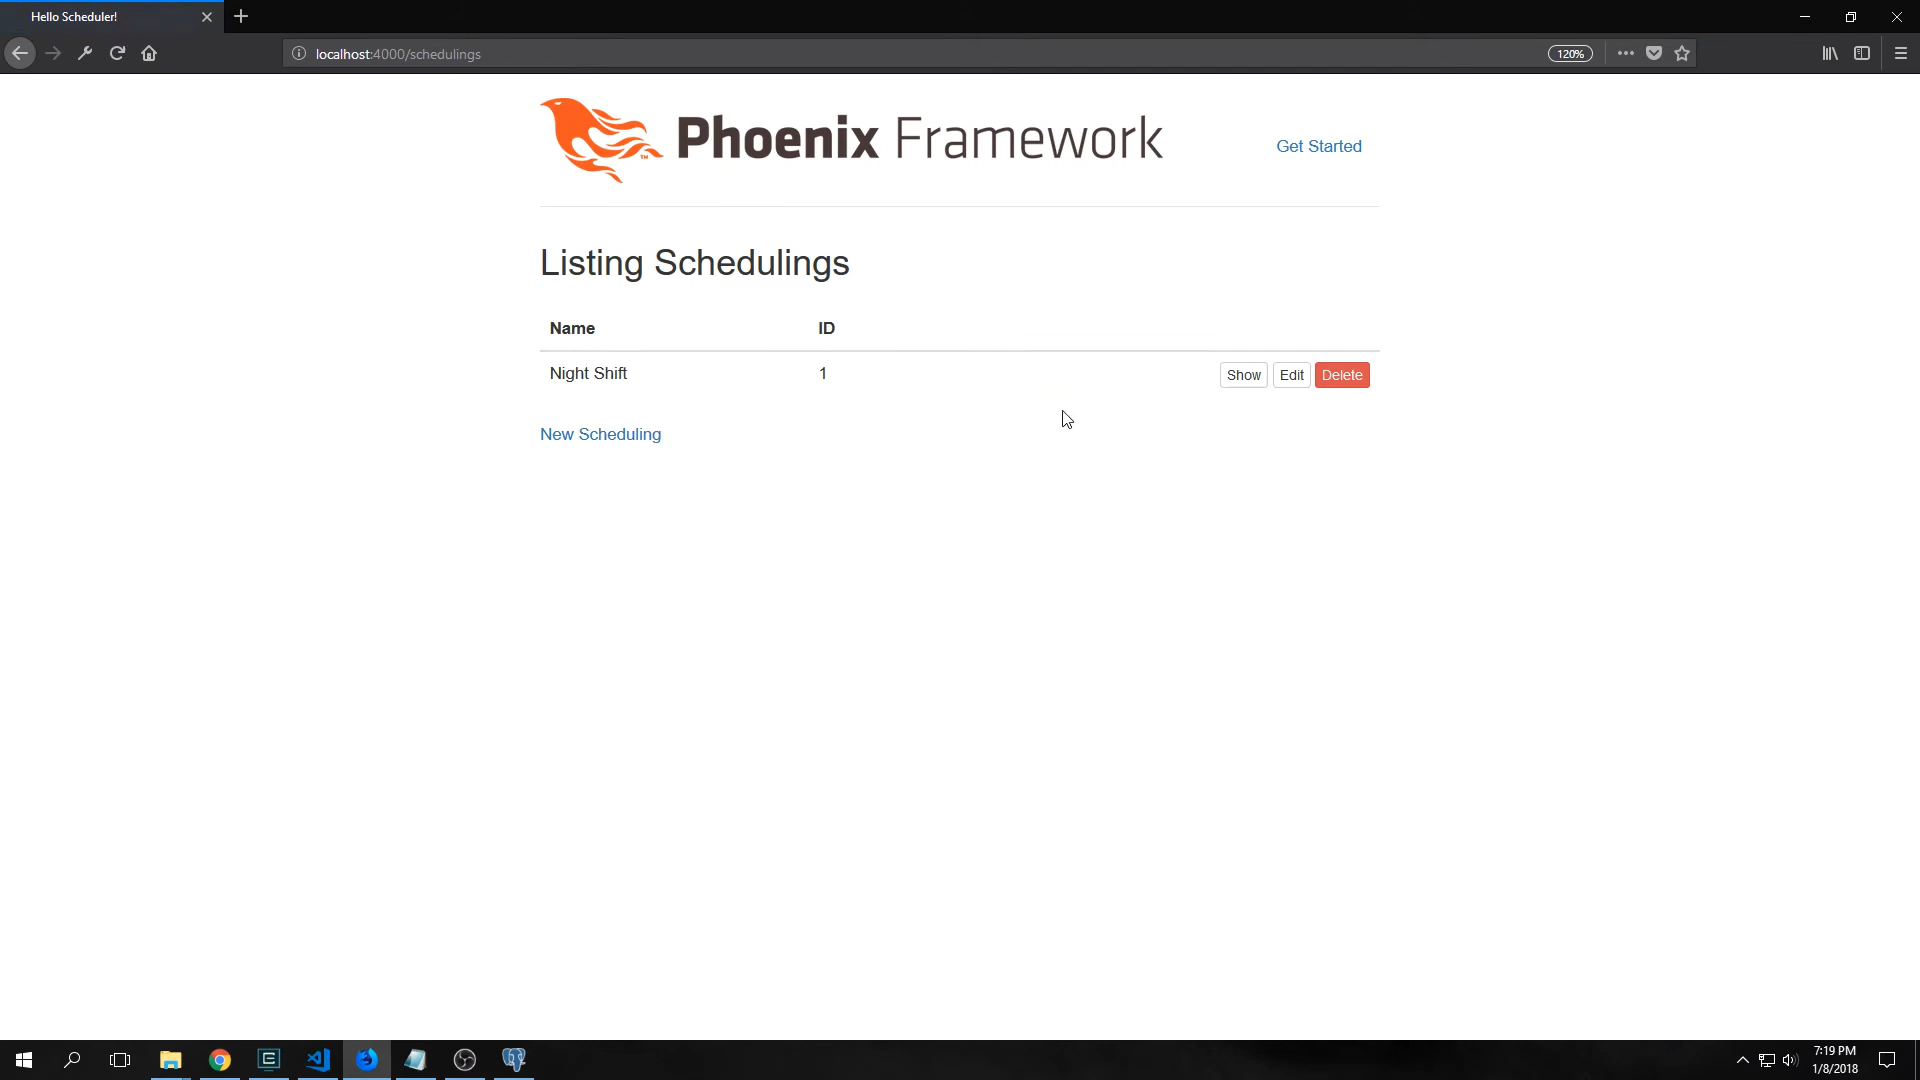 Hello Scheduler!
localhost:4000/schedulings
120%
Phoenix Framework
™
Get Started
Listing Schedulings
Name ID
Night Shift 1 Show Edit Delete
New Scheduling
7:19 PM
1/8/2018